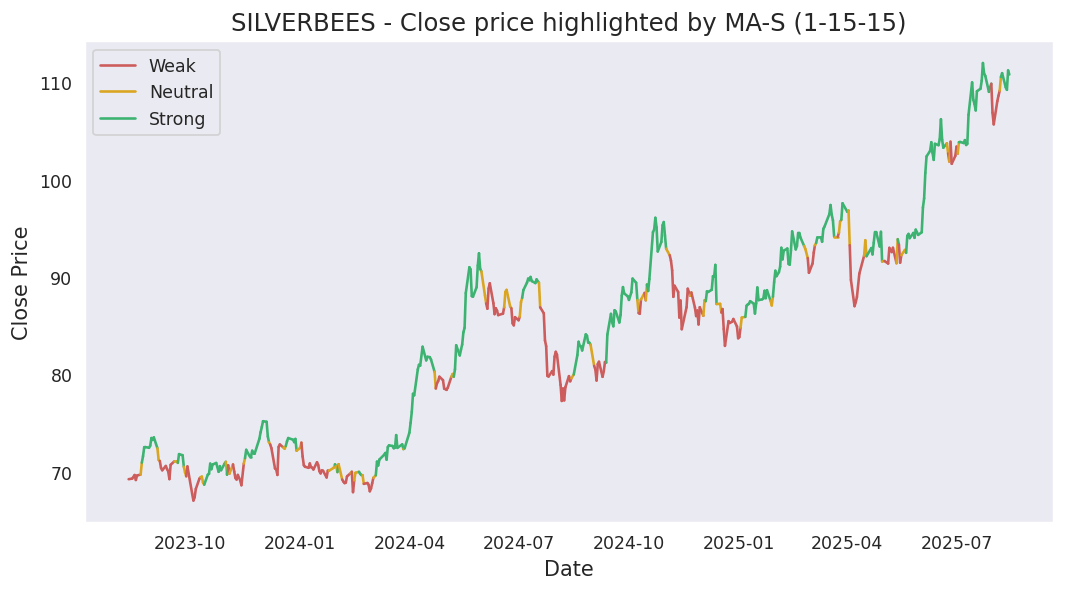 SILVERBEES - Close price highlighted by MA-S (1-15-15)
Weak
Neutral
Strong
Close Price
110
100
90
80
70
2023-10 2024-01 2024-04 2024-07 2024-10 2025-01 2025-04 2025-07
Date